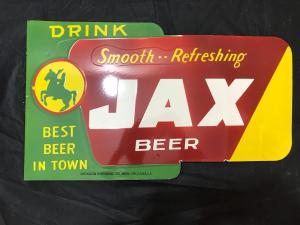 DRINK
Smooth -- Refreshing
JAX
BEER
BEST
BEER
IN TOWN